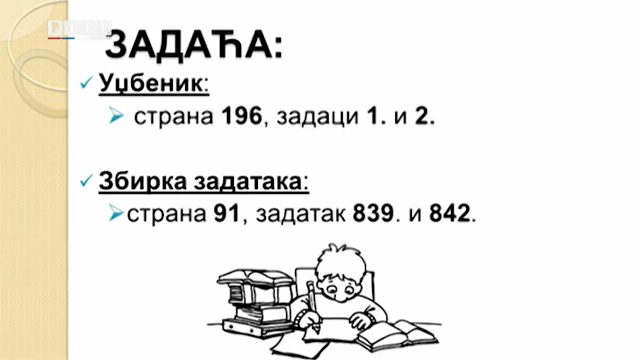 ЗАДАЋА:
Уџбеник:
страна 196, задаци 1. и 2.
Збирка задатака:
страна 91, задатак 839. и 842.